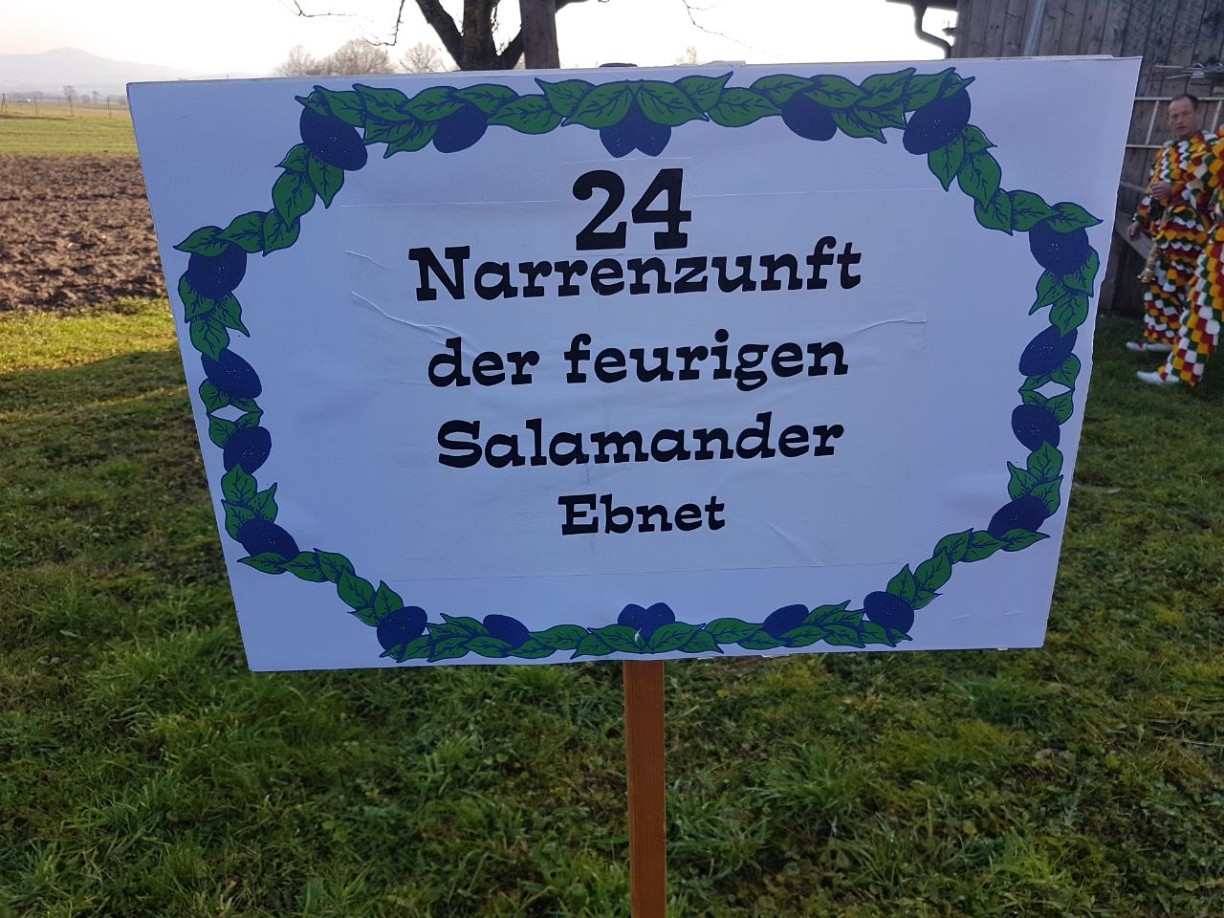 24
Narrenzunft
der feurigen
Salamander
Ebnet